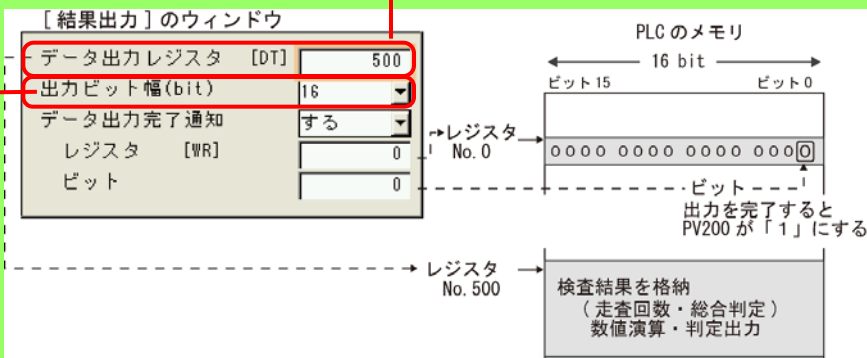 [結果出力]のウィンドウ
データ出力レジスタ [DT] 500
出力ビット幅(bit) 16
データ出力完了通知 する
レジスタ [WR] 0
ビット 0
PLCのメモリ
16 bit
ビット15 ビット0
レジスタ
No. 0
0000 0000 0000 0000
ビット
出力を完了すると
PV200が「1」にする
レジスタ
No. 500
検査結果を格納
(走査回数・総合判定)
数値演算・判定出力